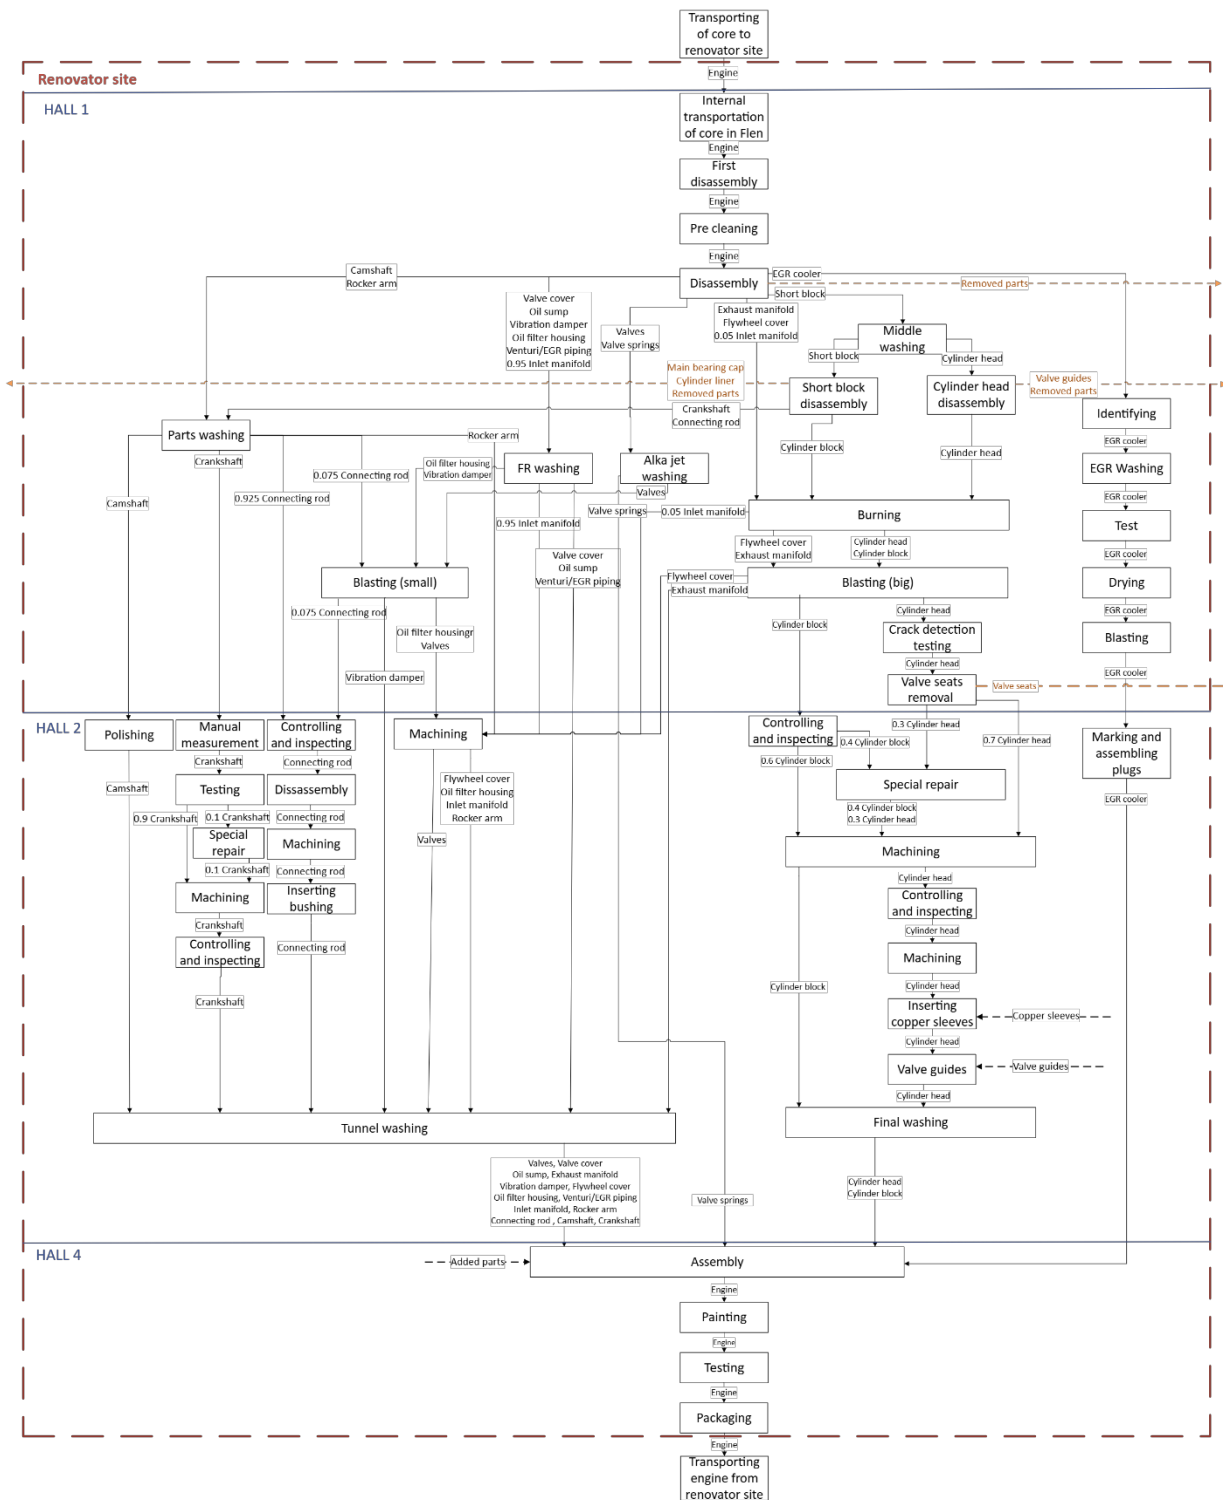 Transporting
of core to
renovator site
Engine
Renovator site
HALL 1
Internal
transportation
of core in Flen
Engine
First
disassembly
Engine
Pre cleaning
Engine
Camshaft
Rocker arm
Disassembly
EGR cooler
Removed parts
Short block
Valve cover
Oil sump
Vibration damper
Oil filter housing
Venturi/EGR piping
0.95 Inlet manifold
Valves
Valve springs
Exhaust manifold
Flywheel cover
0.05 Inlet manifold
Middle
washing
Short block
Cylinder head
Main bearing cap
Cylinder liner
Removed parts
Short block
disassembly
Cylinder head
disassembly
Valve guides
Removed parts
Crankshaft
Connecting rod
Identifying
Parts washing
Rocker arm
Crankshaft
Cylinder block
Cylinder head
EGR cooler
Oil filter housing
Vibration damper
FR washing
Alka jet
washing
EGR Washing
0.075 Connecting rod
Valves
Camshaft
0.925 Connecting rod
EGR cooler
Valve springs
0.05 Inlet manifold
Burning
0.95 Inlet manifold
Test
Flywheel cover
Exhaust manifold
Cylinder head
Cylinder block
EGR cooler
Valve cover
Oil sump
Venturi/EGR piping
Blasting (small)
Flywheel cover
Exhaust manifold
Blasting (big)
Drying
0.075 Connecting rod
Cylinder head
EGR cooler
Cylinder block
Oil filter housingr
Valves
Crack detection
testing
Blasting
Cylinder head
Vibration damper
Valve seats
removal
Valve seats
EGR cooler
HALL 2
Polishing
Manual
measurement
Controlling
and inspecting
Machining
Controlling
and inspecting
0.3 Cylinder head
0.4 Cylinder block
0.7 Cylinder head
Marking and
assembling
plugs
Crankshaft
Connecting rod
0.6 Cylinder block
Camshaft
Testing
Dissassembly
Flywheel cover
Oil filter housing
Inlet manifold
Rocker arm
Special repair
EGR cooler
0.9 Crankshaft
0.1 Crankshaft
Connecting rod
0.4 Cylinder block
0.3 Cylinder head
Special
repair
Machining
Valves
Machining
0.1 Crankshaft
Connecting rod
Cylinder head
Machining
Inserting
bushing
Controlling
and inspecting
Crankshaft
Cylinder head
Controlling
and inspecting
Connecting rod
Machining
Cylinder block
Cylinder head
Crankshaft
Inserting
copper sleeves
Copper sleeves
Cylinder head
Valve guides
Valve guides
Cylinder head
Tunnel washing
Final washing
Valves, Valve cover
Oil sump, Exhaust manifold
Vibration damper, Flywheel cover
Oil filter housing, Venturi/EGR piping
Inlet manifold, Rocker arm
Connecting rod , Camshaft, Crankshaft
Valve springs
Cylinder head
Cylinder block
HALL 4
Added parts
Assembly
Engine
Painting
Engine
Testing
Engine
Packaging
Engine
Transporting
engine from
renovator site